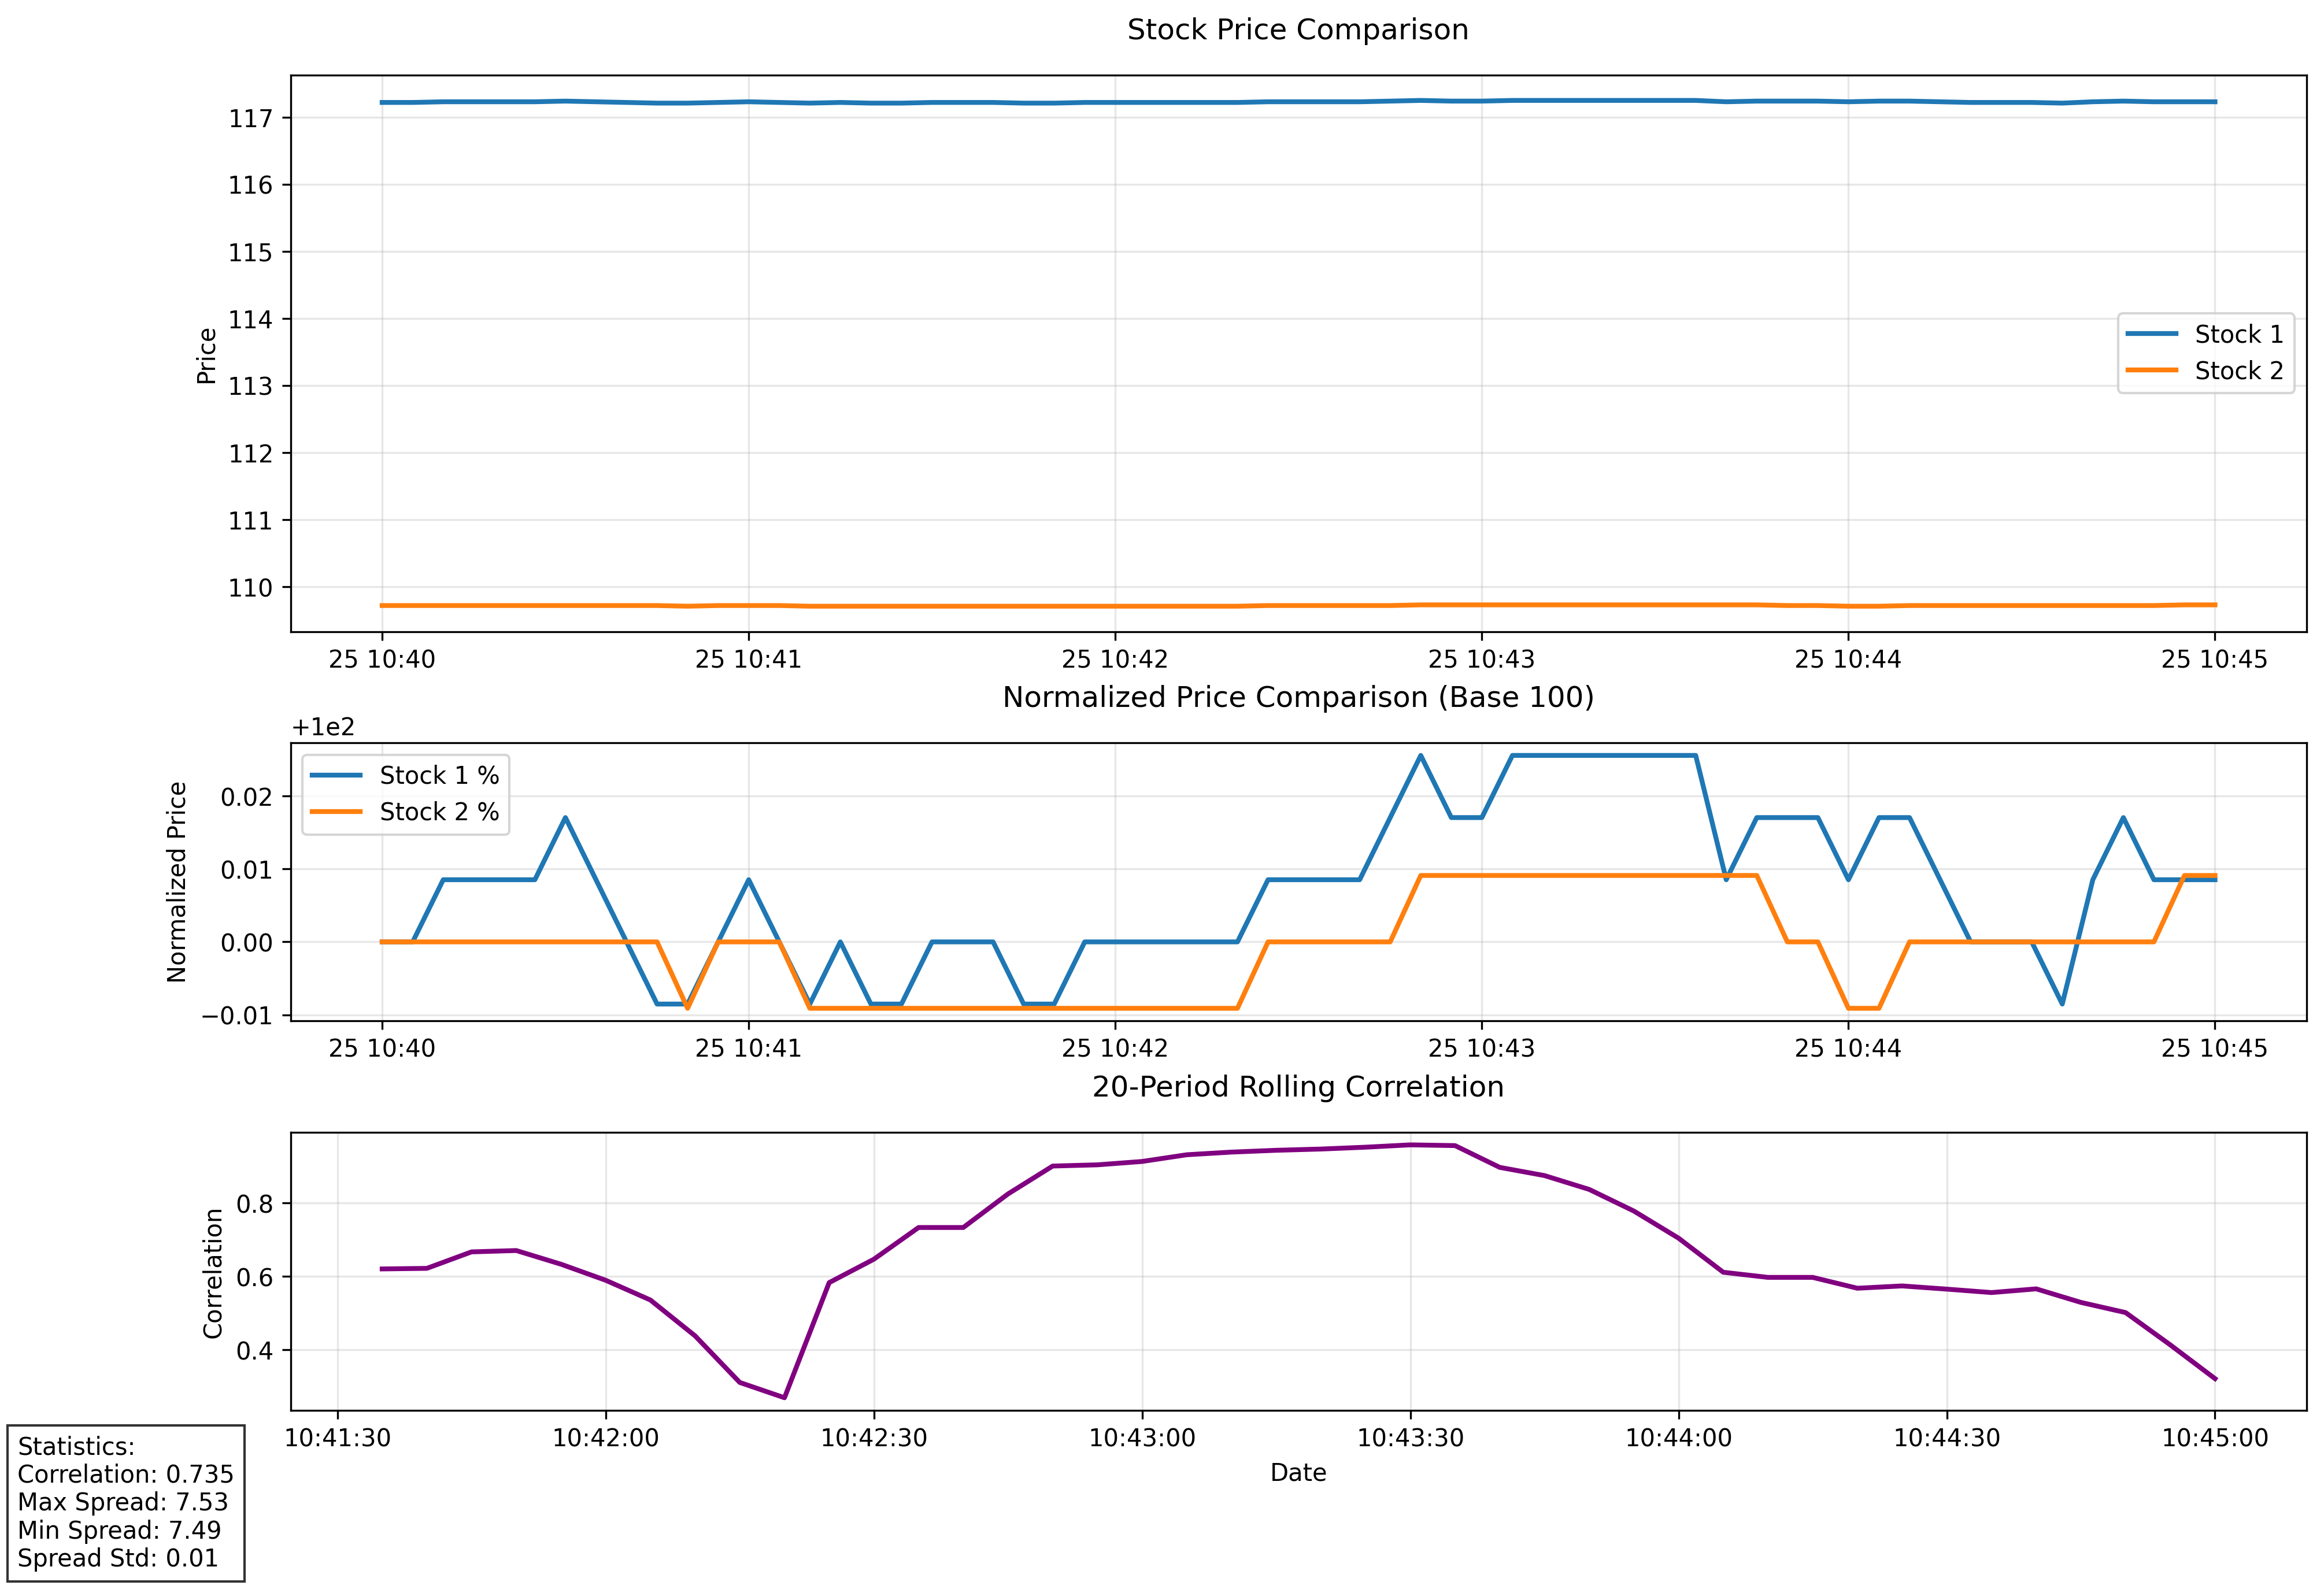 Stock Price Comparison
117
116
115
114
113
112
111
110
Price
Stock 1
Stock 2
25 10:40
25 10:41
25 10:42
25 10:43
25 10:44
25 10:45
Normalized Price Comparison (Base 100)
+1e2
0.02
0.01
0.00
−0.01
Normalized Price
Stock 1 %
Stock 2 %
25 10:40
25 10:41
25 10:42
25 10:43
25 10:44
25 10:45
20-Period Rolling Correlation
0.8
0.6
0.4
Correlation
10:41:30
10:42:00
10:42:30
10:43:00
10:43:30
10:44:00
10:44:30
10:45:00
Date
Statistics:
Correlation: 0.735
Max Spread: 7.53
Min Spread: 7.49
Spread Std: 0.01